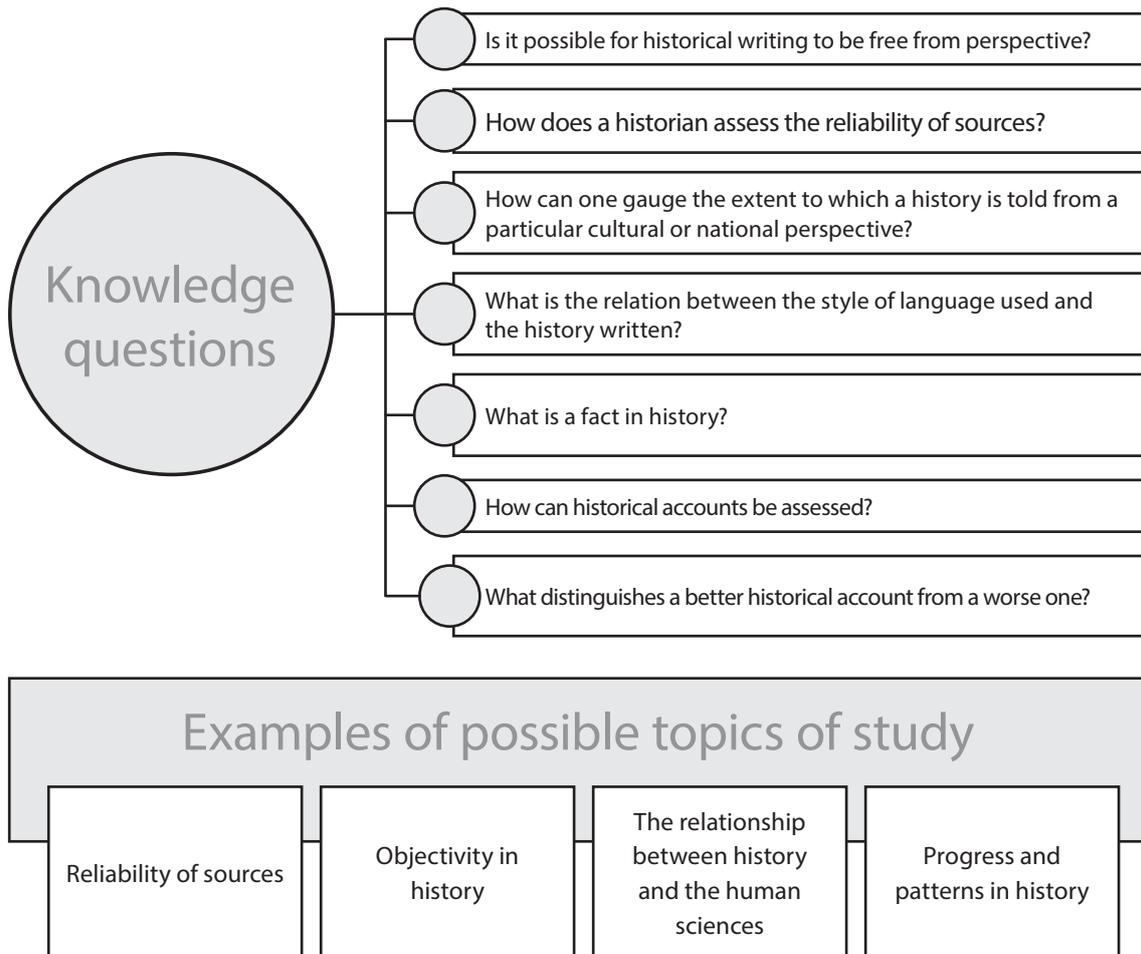 Knowledge
questions
Is it possible for historical writing to be free from perspective?
How does a historian assess the reliability of sources?
How can one gauge the extent to which a history is told from a
particular cultural or national perspective?
What is the relation between the style of language used and
the history written?
What is a fact in history?
How can historical accounts be assessed?
What distinguishes a better historical account from a worse one?
Examples of possible topics of study
Reliability of sources
Objectivity in
history
The relationship
between history
and the human
sciences
Progress and
patterns in history